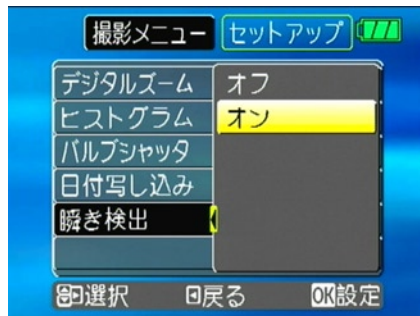 撮影メニュー セットアップ
デジタルズーム オフ
ヒストグラム オン
バルブシャッタ
日付写し込み
瞬き検出
選択 戻る OK設定